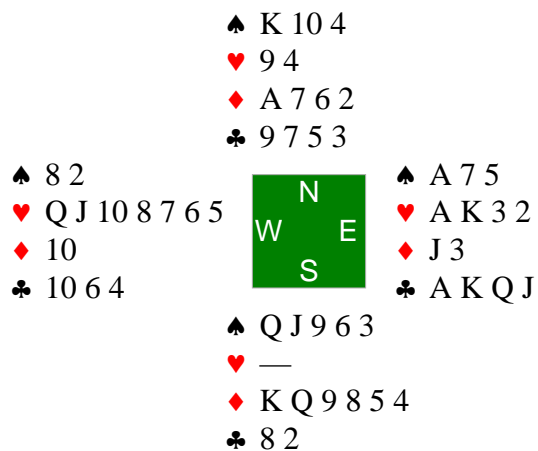 ♠ K 10 4
♥ 9 4
♦ A 7 6 2
♣ 9 7 5 3
♠ 8 2
♥ Q J 10 8 7 6 5
♦ 10
♣ 10 6 4
N
W E
S
♠ A 7 5
♥ A K 3 2
♦ J 3
♣ A K Q J
♠ Q J 9 6 3
♥ —
♦ K Q 9 8 5 4
♣ 8 2